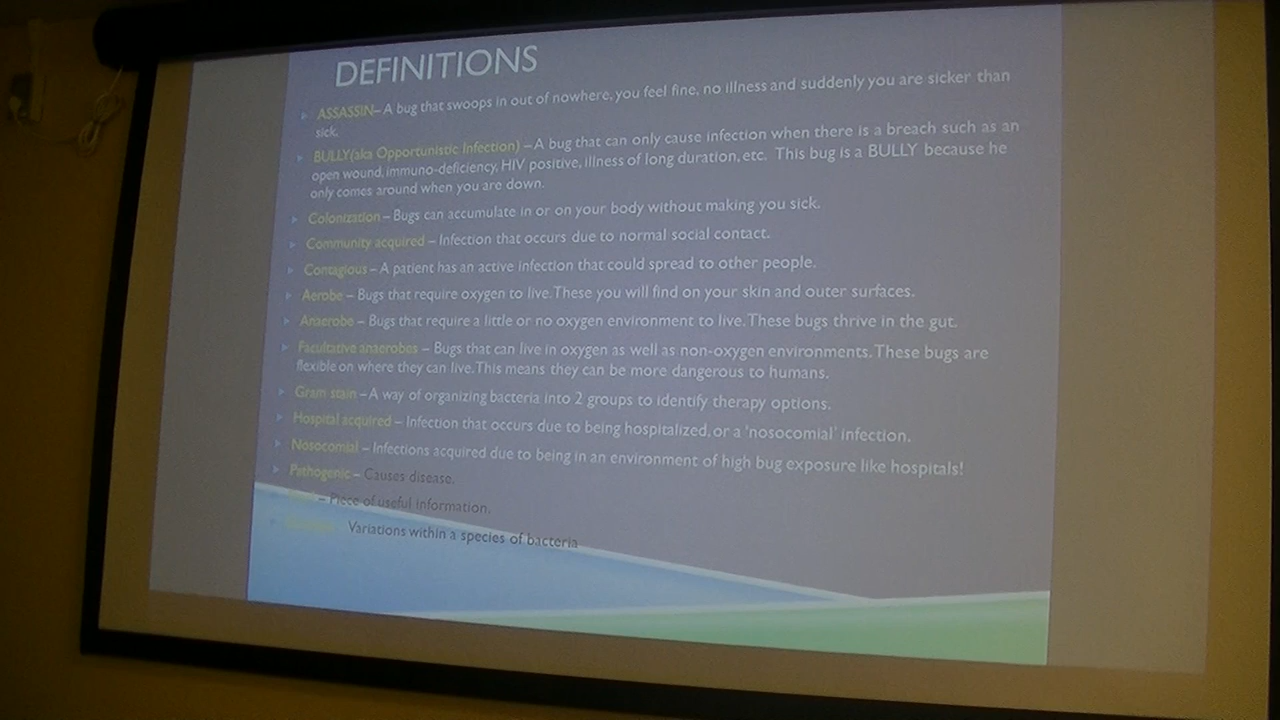 DEFINITIONS
ASSASSIN– A bug that swoops in out of nowhere, you feel fine, no illness and suddenly you are sicker than
sick.
BULLY(aka Opportunistic Infection) – A bug that can only cause infection when there is a breach such as an
open wound, immuno-deficiency, HIV positive, illness of long duration, etc. This bug is a BULLY because he
only comes around when you are down.
Colonization – Bugs can accumulate in or on your body without making you sick.
Community acquired – Infection that occurs due to normal social contact.
Contagious – A patient has an active infection that could spread to other people.
Aerobe – Bugs that require oxygen to live. These you will find on your skin and outer surfaces.
Anaerobe – Bugs that require a little or no oxygen environment to live. These bugs thrive in the gut.
Facultative anaerobes – Bugs that can live in oxygen as well as non-oxygen environments. These bugs are
flexible on where they can live. This means they can be more dangerous to humans.
Gram stain – A way of organizing bacteria into 2 groups to identify therapy options.
Hospital acquired – Infection that occurs due to being hospitalized, or a 'nosocomial' infection.
Nosocomial – Infections acquired due to being in an environment of high bug exposure like hospitals!
Pathogenic – Causes disease.
– Piece of useful information.
Variations within a species of bacteria